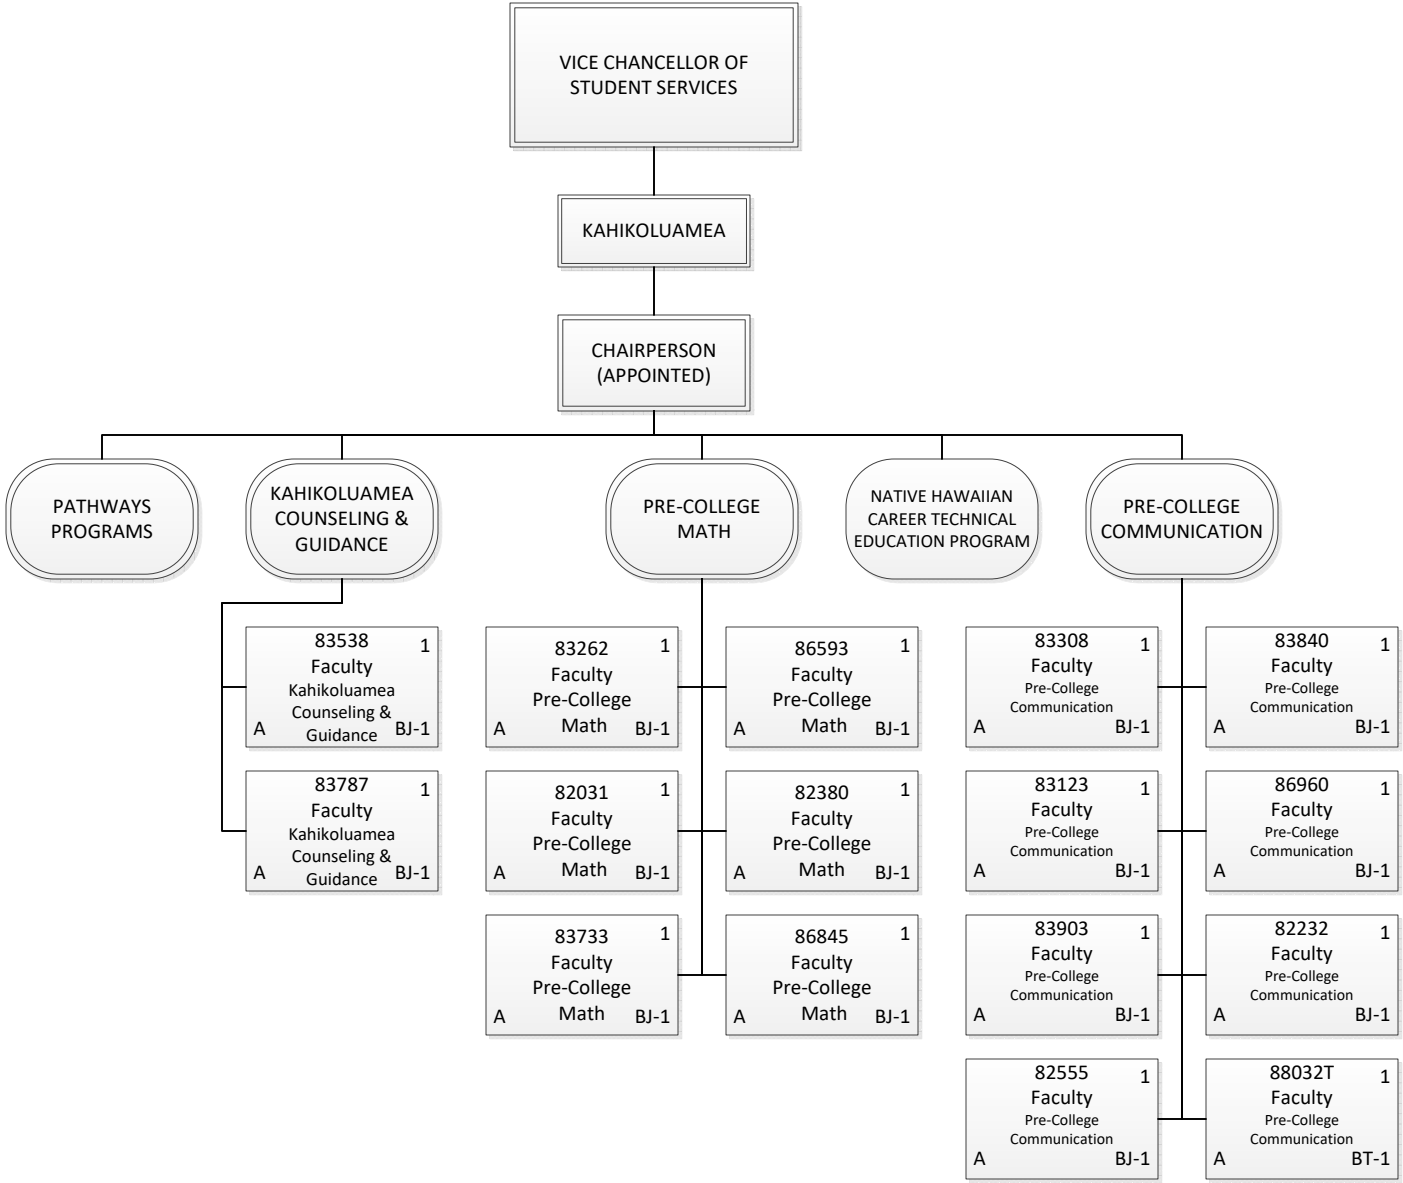 VICE CHANCELLOR OF
STUDENT SERVICES
KAHIKOLUAMEA
CHAIRPERSON
(APPOINTED)
PATHWAYS
PROGRAMS
KAHIKOLUAMEA
COUNSELING &
GUIDANCE
PRE-COLLEGE
MATH
NATIVE HAWAIIAN
CAREER TECHNICAL
EDUCATION PROGRAM
PRE-COLLEGE
COMMUNICATION
83538 1
Faculty
Kahikoluamea
Counseling &
A Guidance BJ-1
83787 1
Faculty
Kahikoluamea
Counseling &
A Guidance BJ-1
83262 1
Faculty
Pre-College
A Math BJ-1
86593 1
Faculty
Pre-College
A Math BJ-1
82031 1
Faculty
Pre-College
A Math BJ-1
82380 1
Faculty
Pre-College
A Math BJ-1
83733 1
Faculty
Pre-College
A Math BJ-1
86845 1
Faculty
Pre-College
A Math BJ-1
83308 1
Faculty
Pre-College
Communication
A BJ-1
83840 1
Faculty
Pre-College
Communication
A BJ-1
83123 1
Faculty
Pre-College
Communication
A BJ-1
86960 1
Faculty
Pre-College
Communication
A BJ-1
83903 1
Faculty
Pre-College
Communication
A BJ-1
82232 1
Faculty
Pre-College
Communication
A BJ-1
82555 1
Faculty
Pre-College
Communication
A BJ-1
88032T 1
Faculty
Pre-College
Communication
A BT-1